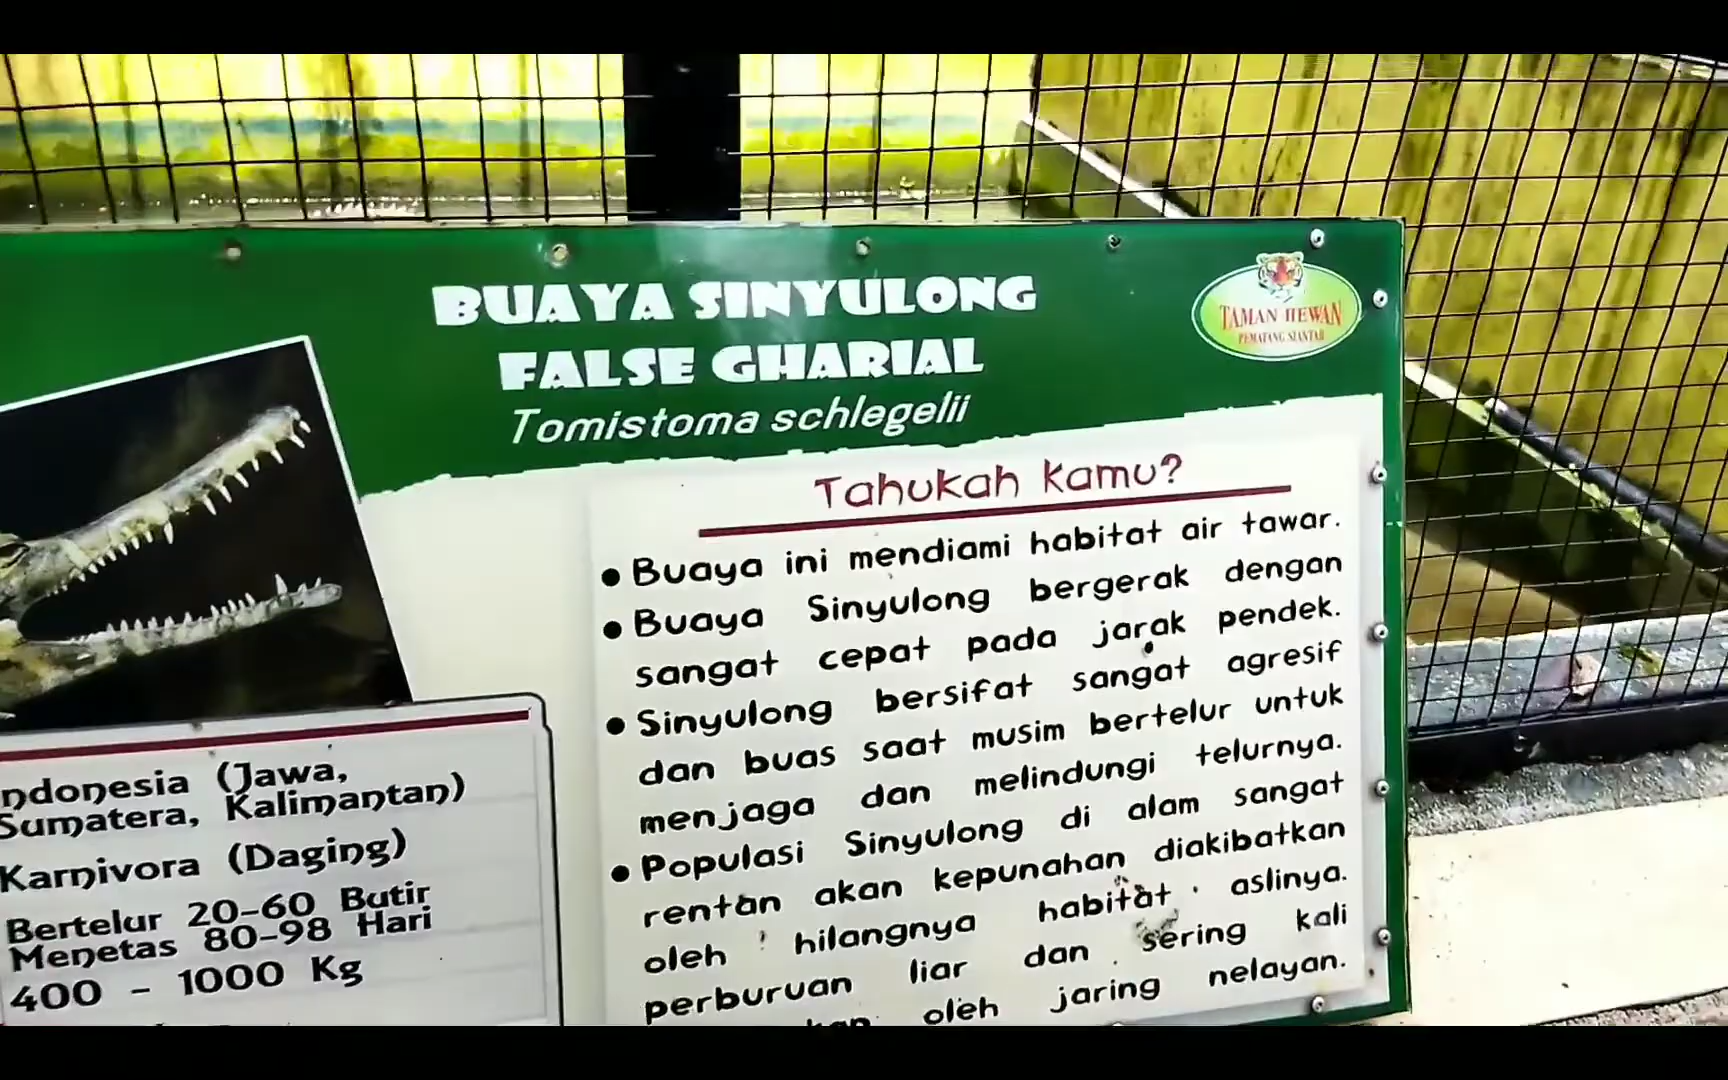 BUAYA SINYULONG
FALSE GHARIAL
Tomistoma schlegelii
TAMAN HEWAN
PEMATANG SIANTAR
Tahukah kamu?
• Buaya ini mendiami habitat air tawar.
• Buaya Sinyulong bergerak dengan
sangat cepat pada jarak pendek.
• Sinyulong bersifat sangat agresif
dan buas saat musim bertelur untuk
menjaga dan melindungi telurnya.
• Populasi Sinyulong di alam sangat
rentan akan kepunahan diakibatkan
oleh hilangnya habitat aslinya.
perburuan liar dan sering kali
oleh jaring nelayan.
ndonesia (Jawa,
Sumatera, Kalimantan)
Karnivora (Daging)
Bertelur 20-60 Butir
Menetas 80-98 Hari
400 - 1000 Kg